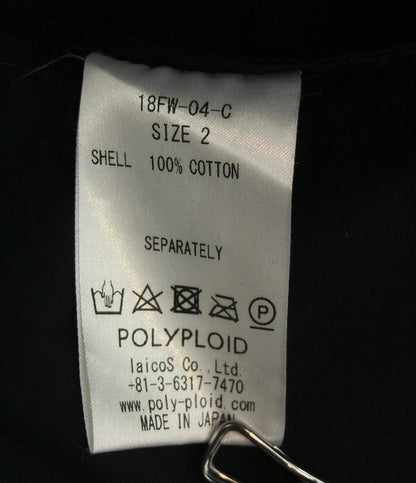 18FW-04-C
SIZE 2
SHELL 100% COTTON
SEPARATELY
P
POLYPLOID
laicoS Co.,Ltd.
+81-3-6317-7470
www.poly-ploid.com
MADE IN JAPAN